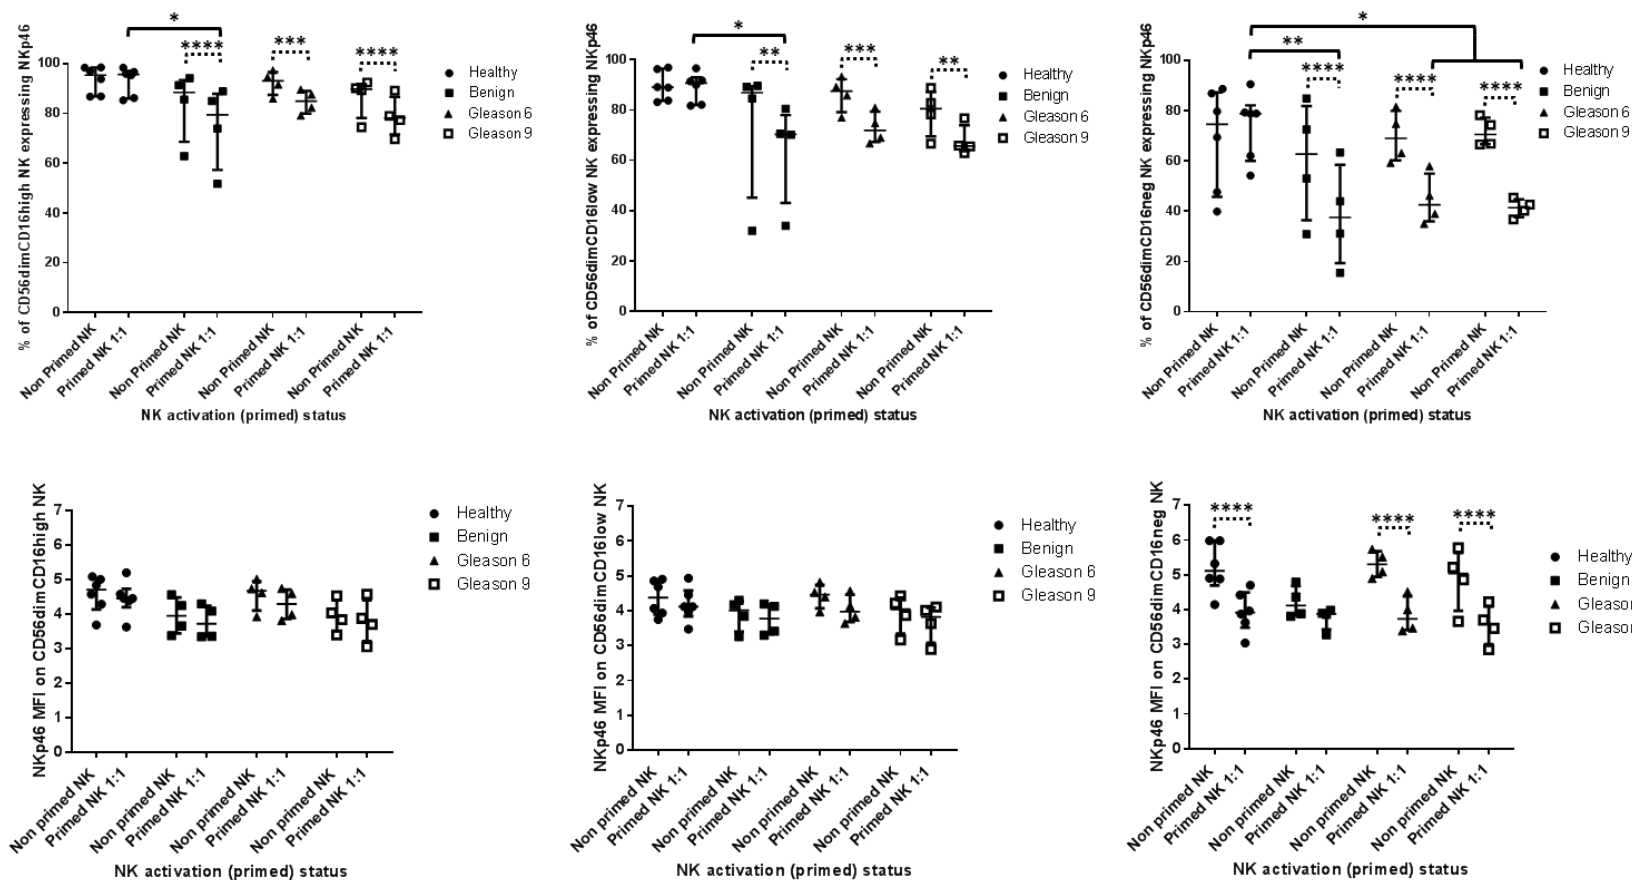 % of CD56dimCD16high NK expressing NKp46
100
80
60
40
20
0
*
****
***
****
Healthy
Benign
Gleason 6
Gleason 9
Non Primed NK
Primed NK 1:1
Non Primed NK
Primed NK 1:1
Non Primed NK
Primed NK 1:1
Non Primed NK
Primed NK 1:1
NK activation (primed) status
% of CD56dimCD16low NK expressing NKp46
100
80
60
40
20
0
*
**
***
**
Healthy
Benign
Gleason 6
Gleason 9
Non Primed NK
Primed NK 1:1
Non Primed NK
Primed NK 1:1
Non Primed NK
Primed NK 1:1
Non Primed NK
Primed NK 1:1
NK activation (primed) status
% of CD56dimCD16neg NK expressing NKp46
100
80
60
40
20
0
*
**
****
****
****
Healthy
Benign
Gleason 6
Gleason 9
Non Primed NK
Primed NK 1:1
Non Primed NK
Primed NK 1:1
Non Primed NK
Primed NK 1:1
Non Primed NK
Primed NK 1:1
NK activation (primed) status
NKp46 MFI on CD56dimCD16high NK
7
6
5
4
3
2
1
0
Healthy
Benign
Gleason 6
Gleason 9
Non primed NK
Primed NK 1:1
Non primed NK
Primed NK 1:1
Non primed NK
Primed NK 1:1
Non primed NK
Primed NK 1:1
NK activation (primed) status
NKp46 MFI on CD56dimCD16low NK
7
6
5
4
3
2
1
0
Healthy
Benign
Gleason 6
Gleason 9
Non primed NK
Primed NK 1:1
Non primed NK
Primed NK 1:1
Non primed NK
Primed NK 1:1
Non primed NK
Primed NK 1:1
NK activation (primed) status
NKp46 MFI on CD56dimCD16neg NK
7
6
5
4
3
2
1
0
****
****
****
Healthy
Benign
Gleason
Gleason
Non primed NK
Primed NK 1:1
Non primed NK
Primed NK 1:1
Non primed NK
Primed NK 1:1
Non primed NK
Primed NK 1:1
NK activation (primed) status